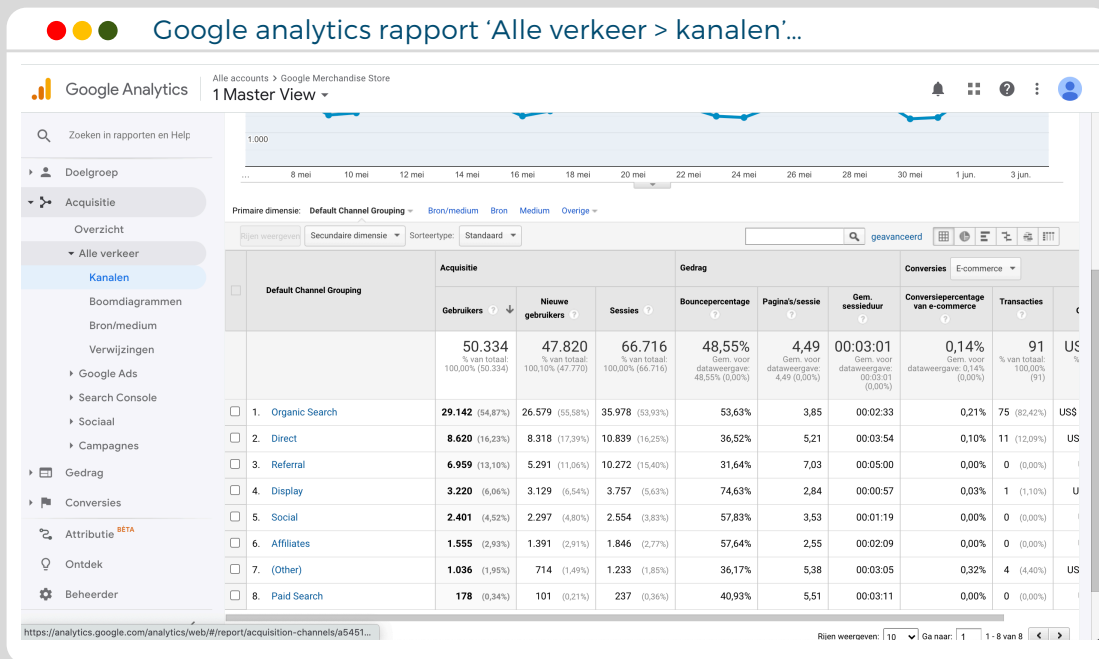 Google analytics rapport ‘Alle verkeer > kanalen’...
Google Analytics
Alle accounts > Google Merchandise Store
1 Master View
Zoeken in rapporten en Help
Doelgroep
Acquisitie
Overzicht
Alle verkeer
Kanalen
Boomdiagrammen
Bron/medium
Verwijzingen
Google Ads
Search Console
Sociaal
Campagnes
Gedrag
Conversies
Attributie BÈTA
Ontdek
Beheerder
https://analytics.google.com/analytics/web/#/report/acquisition-channels/a5451...
1.000
... 8 mei 10 mei 12 mei 14 mei 16 mei 18 mei 20 mei 22 mei 24 mei 26 mei 28 mei 30 mei 1 jun. 3 jun.
Primaire dimensie: Default Channel Grouping Bron/medium Bron Medium Overige
Rijen weergeven Secundaire dimensie Sorteertype: Standaard geavanceerd
Default Channel Grouping
Acquisitie Gedrag Conversies E-commerce
Gebruikers ? Nieuwe gebruikers ? Sessies ? Bouncepercentage ? Pagina's/sessie ? Gem. sessieduur ? Conversiepercentage van e-commerce ? Transacties ?
50.334 47.820 66.716 48,55% 4,49 00:03:01 0,14% 91 US
% van totaal: % van totaal: % van totaal: Gem. voor Gem. voor Gem. voor Gem. voor % van totaal: %
100,00% (50.334) 100,10% (47.770) 100,00% (66.716) dataweergave: dataweergave: dataweergave: dataweergave: 0,14% 100,00%
48,55% (0,00%) 4,49 (0,00%) 00:03:01 (0,00%) (91)
(0,00%)
1. Organic Search 29.142 (54,87%) 26.579 (55,58%) 35.978 (53,93%) 53,63% 3,85 00:02:33 0,21% 75 (82,42%) US$
2. Direct 8.620 (16,23%) 8.318 (17,39%) 10.839 (16,25%) 36,52% 5,21 00:03:54 0,10% 11 (12,09%) US
3. Referral 6.959 (13,10%) 5.291 (11,06%) 10.272 (15,40%) 31,64% 7,03 00:05:00 0,00% 0 (0,00%)
4. Display 3.220 (6,06%) 3.129 (6,54%) 3.757 (5,63%) 74,63% 2,84 00:00:57 0,03% 1 (1,10%) U
5. Social 2.401 (4,52%) 2.297 (4,80%) 2.554 (3,83%) 57,83% 3,53 00:01:19 0,00% 0 (0,00%)
6. Affiliates 1.555 (2,93%) 1.391 (2,91%) 1.846 (2,77%) 57,64% 2,55 00:02:09 0,00% 0 (0,00%)
7. (Other) 1.036 (1,95%) 714 (1,49%) 1.233 (1,85%) 36,17% 5,38 00:03:05 0,32% 4 (4,40%) US
8. Paid Search 178 (0,34%) 101 (0,21%) 237 (0,36%) 40,93% 5,51 00:03:11 0,00% 0 (0,00%)
Rijen weergeven: 10 Ga naar: 1 1 - 8 van 8